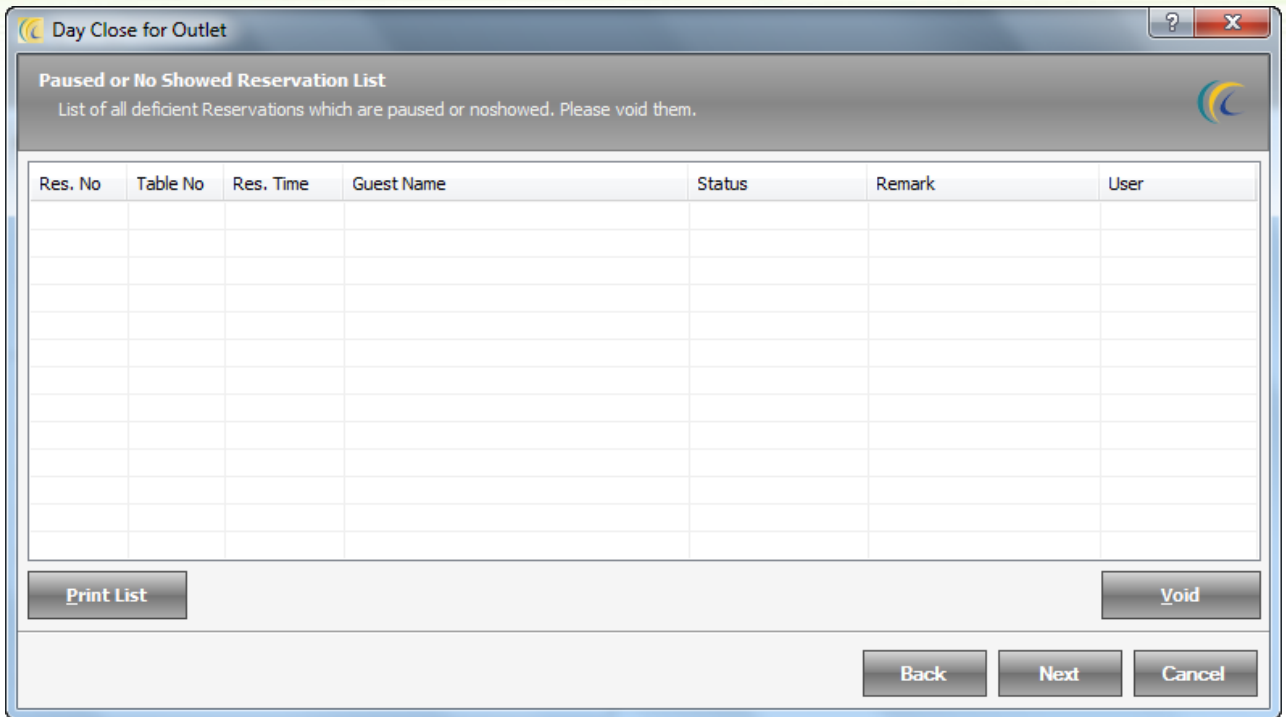 Day Close for Outlet
?
X
Paused or No Showed Reservation List
List of all deficient Reservations which are paused or noshowed. Please void them.
Res. No Table No Res. Time Guest Name Status Remark User
Print List Void
Back Next Cancel